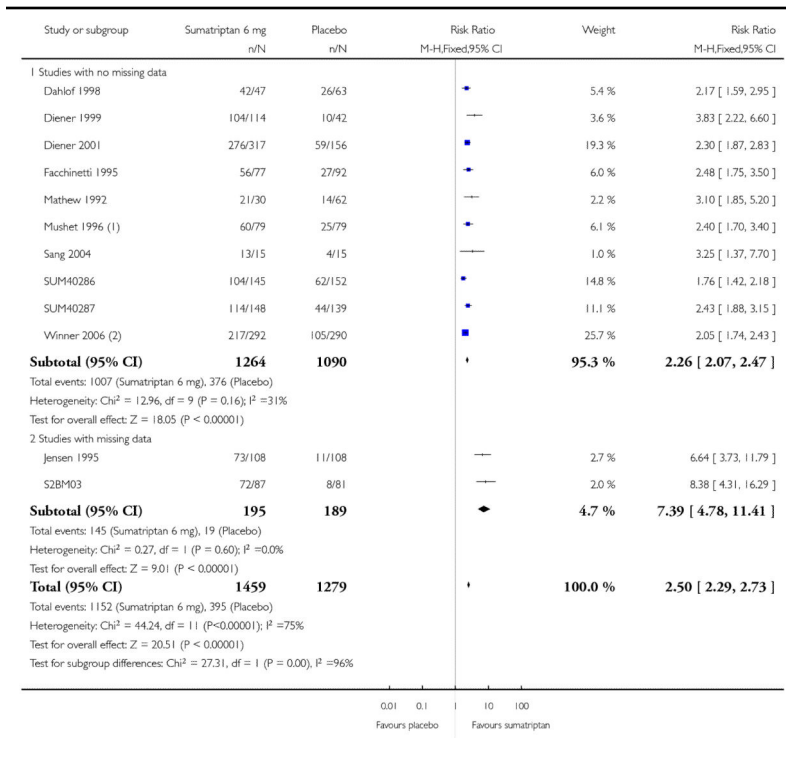 Study or subgroup Sumatriptan 6 mg Placebo Risk Ratio Weight Risk Ratio
n/N n/N M-H,Fixed,95% CI M-H,Fixed,95% CI
1 Studies with no missing data
Dahlof 1998 42/47 26/63 5.4 % 2.17 [ 1.59, 2.95 ]
Diener 1999 104/114 10/42 3.6 % 3.83 [ 2.22, 6.60 ]
Diener 2001 276/317 59/156 19.3 % 2.30 [ 1.87, 2.83 ]
Facchinetti 1995 56/77 27/92 6.0 % 2.48 [ 1.75, 3.50 ]
Mathew 1992 21/30 14/62 2.2 % 3.10 [ 1.85, 5.20 ]
Mushet 1996 (1) 60/79 25/79 6.1 % 2.40 [ 1.70, 3.40 ]
Sang 2004 13/15 4/15 1.0 % 3.25 [ 1.37, 7.70 ]
SUM40286 104/145 62/152 14.8 % 1.76 [ 1.42, 2.18 ]
SUM40287 114/148 44/139 11.1 % 2.43 [ 1.88, 3.15 ]
Winner 2006 (2) 217/292 105/290 25.7 % 2.05 [ 1.74, 2.43 ]
Subtotal (95% CI) 1264 1090 95.3 % 2.26 [ 2.07, 2.47 ]
Total events: 1007 (Sumatriptan 6 mg), 376 (Placebo)
Heterogeneity: Chi² = 12.96, df = 9 (P = 0.16); I² =31%
Test for overall effect: Z = 18.05 (P < 0.00001)
2 Studies with missing data
Jensen 1995 73/108 11/108 2.7 % 6.64 [ 3.73, 11.79 ]
S2BM03 72/87 8/81 2.0 % 8.38 [ 4.31, 16.29 ]
Subtotal (95% CI) 195 189 4.7 % 7.39 [ 4.78, 11.41 ]
Total events: 145 (Sumatriptan 6 mg), 19 (Placebo)
Heterogeneity: Chi² = 0.27, df = 1 (P = 0.60); I² =0.0%
Test for overall effect: Z = 9.01 (P < 0.00001)
Total (95% CI) 1459 1279 100.0 % 2.50 [ 2.29, 2.73 ]
Total events: 1152 (Sumatriptan 6 mg), 395 (Placebo)
Heterogeneity: Chi² = 44.24, df = 11 (P<0.00001); I² =75%
Test for overall effect: Z = 20.51 (P < 0.00001)
Test for subgroup differences: Chi² = 27.31, df = 1 (P = 0.00), I² =96%
0.01 0.1 1 10 100
Favours placebo Favours sumatriptan